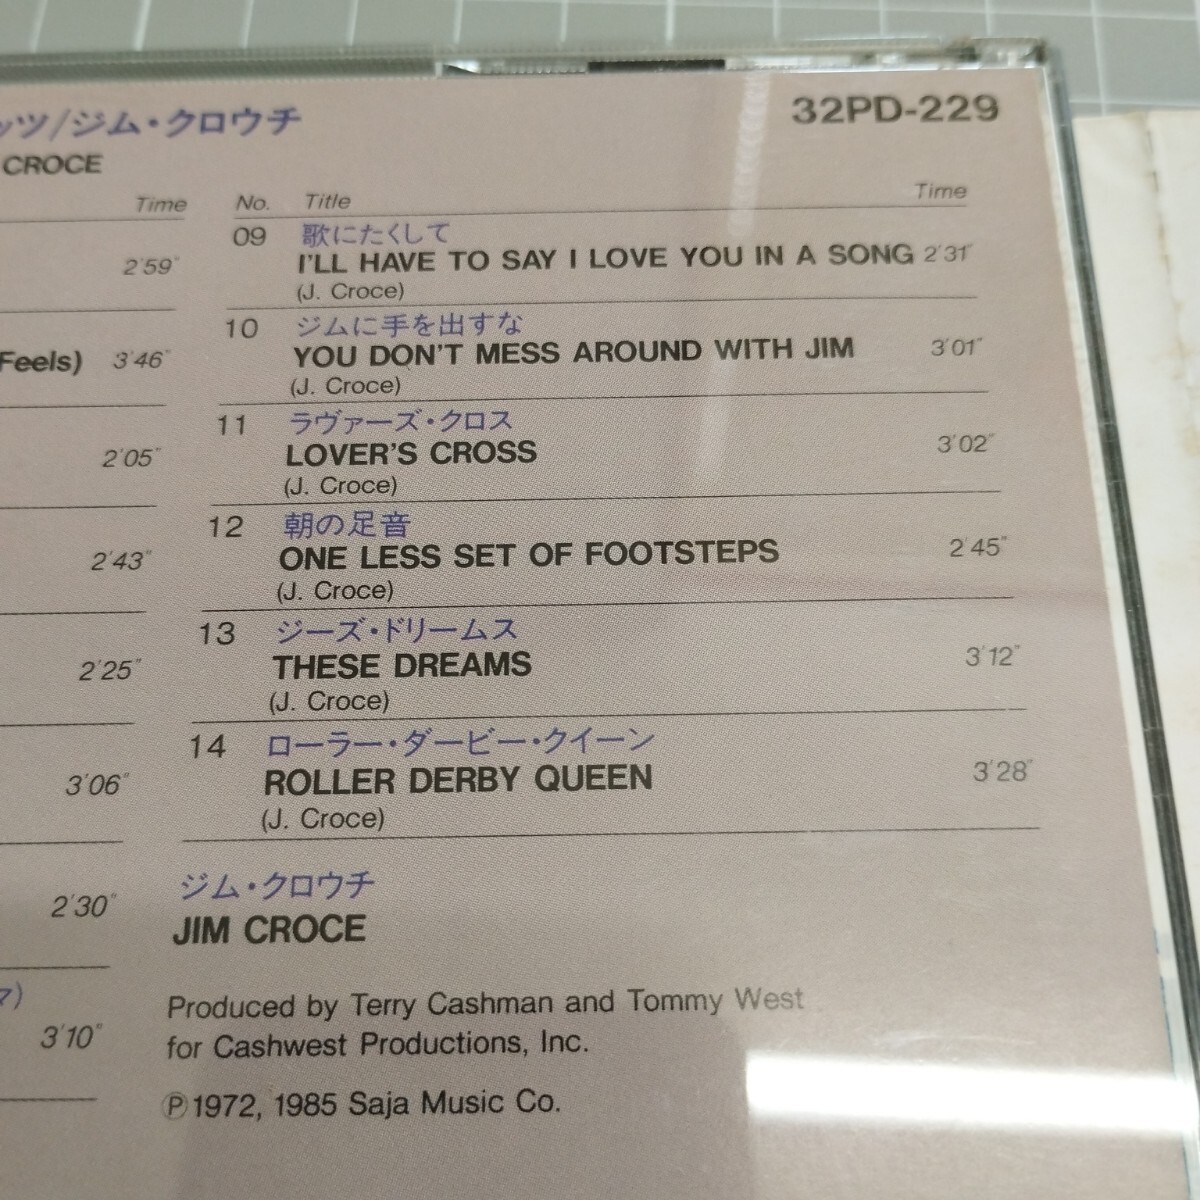 ッツ/ジム・クロウチ
32PD-229
CROCE
Time
2'59"
Feels) 3'46"
2'05"
2'43"
2'25"
3'06"
2'30"
マ)
3'10"
No. Title Time
09 歌にたくして
I'LL HAVE TO SAY I LOVE YOU IN A SONG 2'31"
(J. Croce)
10 ジムに手を出すな
YOU DON'T MESS AROUND WITH JIM 3'01"
(J. Croce)
11 ラヴァーズ・クロス
LOVER'S CROSS 3'02"
(J. Croce)
12 朝の足音
ONE LESS SET OF FOOTSTEPS 2'45"
(J. Croce)
13 ジーズ・ドリームス
THESE DREAMS 3'12"
(J. Croce)
14 ローラー・ダービー・クイーン
ROLLER DERBY QUEEN 3'28"
(J. Croce)
ジム・クロウチ
JIM CROCE
Produced by Terry Cashman and Tommy West
for Cashwest Productions, Inc.
Ⓟ1972, 1985 Saja Music Co.